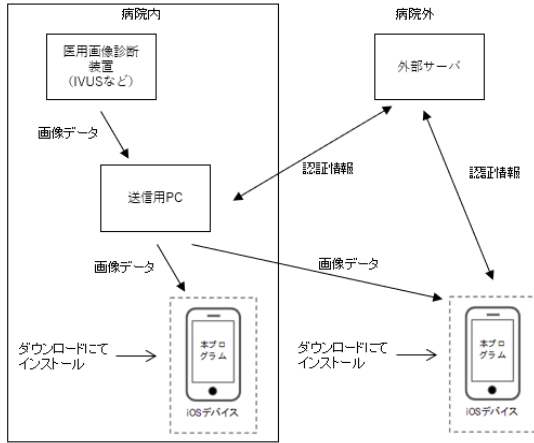 病院内
病院外
医用画像診断
装置
（IVUSなど）
外部サーバ
画像データ
認証情報
認証情報
送信用PC
画像データ
画像データ
本プロ
グラム
本プロ
グラム
ダウンロードにて
インストール
ダウンロードにて
インストール
iOSデバイス
iOSデバイス